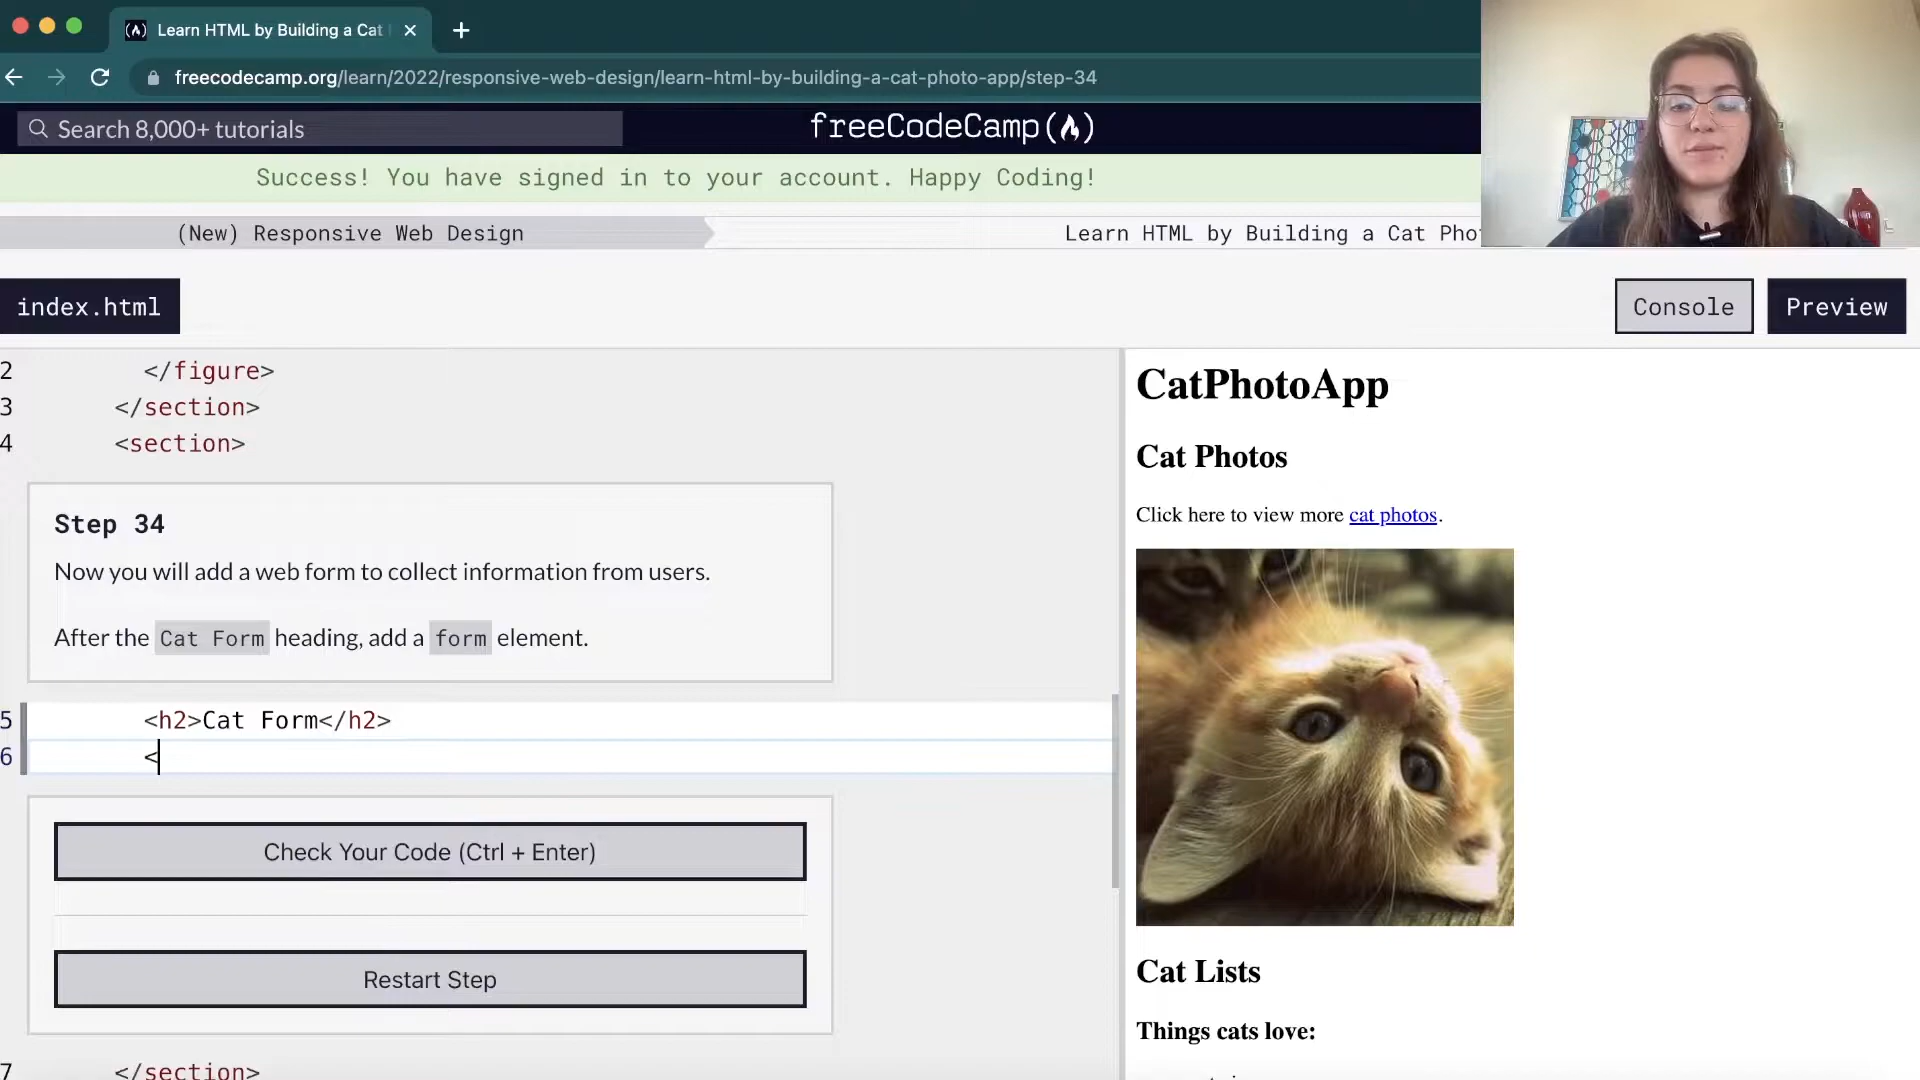 Learn HTML by Building a Cat
freecodecamp.org/learn/2022/responsive-web-design/learn-html-by-building-a-cat-photo-app/step-34
Search 8,000+ tutorials
freeCodeCamp
Success! You have signed in to your account. Happy Coding!
(New) Responsive Web Design
Learn HTML by Building a Cat Pho
index.html
Console
Preview
2 </figure>
3 </section>
4 <section>
Step 34
Now you will add a web form to collect information from users.
After the Cat Form heading, add a form element.
5 <h2>Cat Form</h2>
6 <
Check Your Code (Ctrl + Enter)
Restart Step
7 </section>
CatPhotoApp
Cat Photos
Click here to view more cat photos.
Cat Lists
Things cats love: